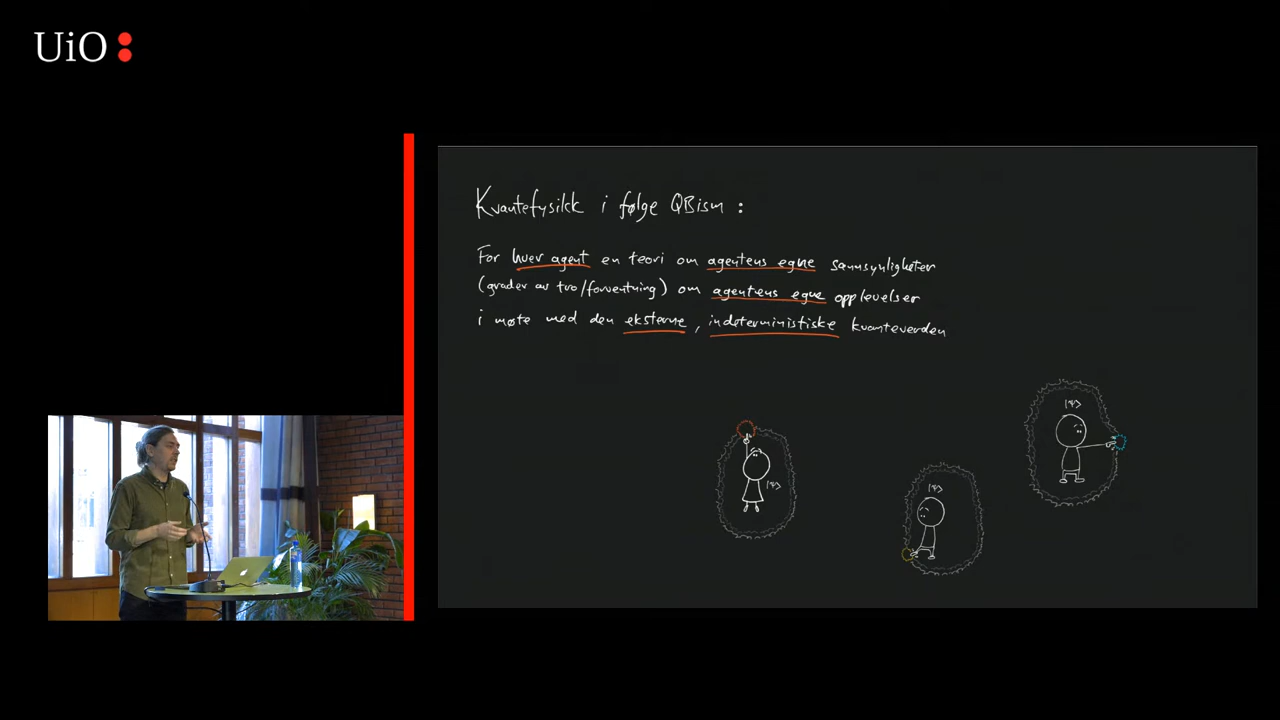 UiO
Kvantefysikk i følge QBism :
For hver agent en teori om agentens egne sannsynligheter
(grader av tro/forventning) om agentens egne opplevelser
i møte med den eksterne, indeterministiske kvanteverden
|Ψ>
|Ψ>
|Ψ>